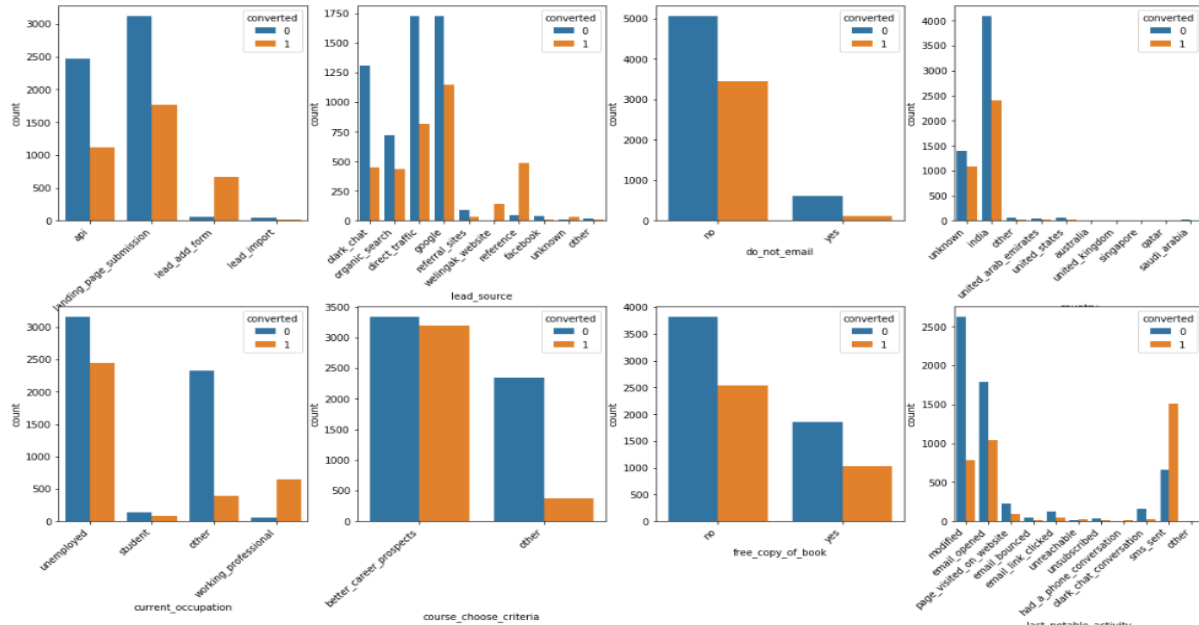 converted
0
1
3000
2500
2000
1500
1000
500
0
count
api
landing_page_submission
lead_add_form
lead_import
converted
0
1
1750
1500
1250
1000
750
500
250
0
count
olark_chat
organic_search
direct_traffic
google
referral_sites
welingak_website
reference
facebook
unknown
other
lead_source
converted
0
1
5000
4000
3000
2000
1000
0
count
no
yes
do_not_email
converted
0
1
4000
3500
3000
2500
2000
1500
1000
500
0
count
unknown
india
other
united_arab_emirates
united_states
australia
united_kingdom
singapore
qatar
saudi_arabia
converted
0
1
3000
2500
2000
1500
1000
500
0
count
unemployed
student
other
working_professional
current_occupation
converted
0
1
3500
3000
2500
2000
1500
1000
500
0
count
better_career_prospects
other
course_choose_criteria
converted
0
1
4000
3500
3000
2500
2000
1500
1000
500
0
count
no
yes
free_copy_of_book
converted
0
1
2500
2000
1500
1000
500
0
count
modified
email_opened
page_visited_on_website
email_bounced
email_link_clicked
unreachable
unsubscribed
had_a_phone_conversation
olark_chat_conversation
sms_sent
other
last_notable_activity